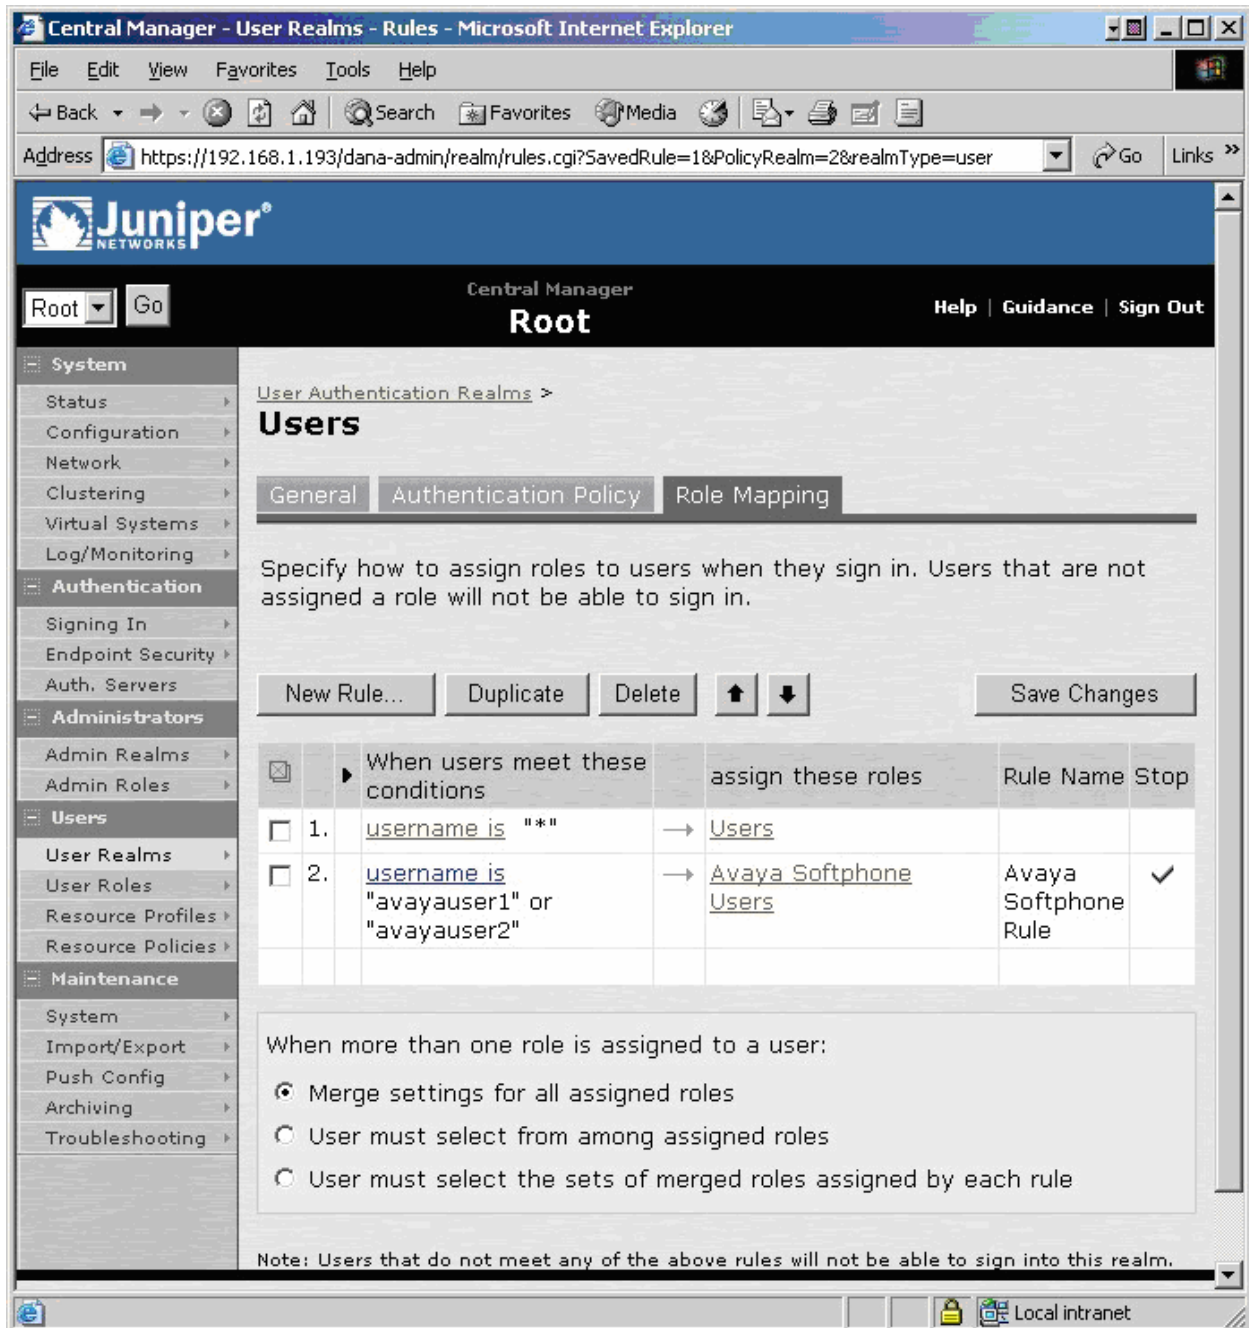 Central Manager - User Realms - Rules - Microsoft Internet Explorer
File Edit View Favorites Tools Help
Back Search Favorites Media
Address https://192.168.1.193/dana-admin/realm/rules.cgi?SavedRule=1&PolicyRealm=2&realmType=user Go Links »
Juniper®
NETWORKS
Root Go
Central Manager
Root
Help | Guidance | Sign Out
System
Status
Configuration
Network
Clustering
Virtual Systems
Log/Monitoring
Authentication
Signing In
Endpoint Security
Auth. Servers
Administrators
Admin Realms
Admin Roles
Users
User Realms
User Roles
Resource Profiles
Resource Policies
Maintenance
System
Import/Export
Push Config
Archiving
Troubleshooting
User Authentication Realms >
Users
General Authentication Policy Role Mapping
Specify how to assign roles to users when they sign in. Users that are not
assigned a role will not be able to sign in.
New Rule... Duplicate Delete Save Changes
When users meet these
conditions
assign these roles
Rule Name Stop
1. username is "*" → Users
2. username is
"avayauser1" or
"avayauser2"
→ Avaya Softphone
Users
Avaya
Softphone
Rule
When more than one role is assigned to a user:
Merge settings for all assigned roles
User must select from among assigned roles
User must select the sets of merged roles assigned by each rule
Note: Users that do not meet any of the above rules will not be able to sign into this realm.
Local intranet